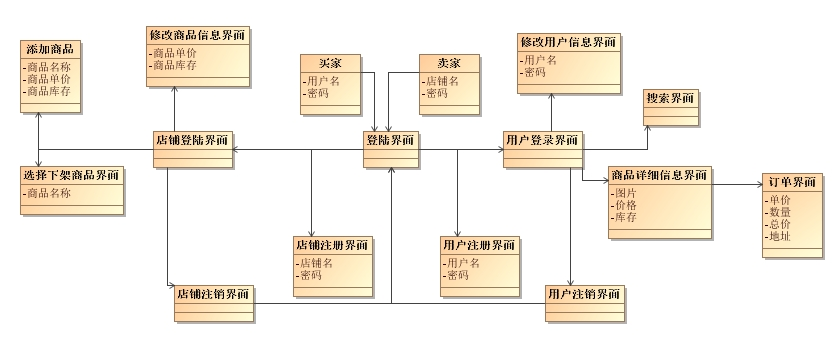 添加商品
-商品名称
-商品单价
-商品库存
修改商品信息界面
-商品单价
-商品库存
买家
-用户名
-密码
卖家
-店铺名
-密码
修改用户信息界面
-用户名
-密码
搜索界面
店铺登陆界面
登陆界面
用户登录界面
选择下架商品界面
-商品名称
商品详细信息界面
-图片
-价格
-库存
订单界面
-单价
-数量
-总价
-地址
店铺注册界面
-店铺名
-密码
用户注册界面
-用户名
-密码
店铺注销界面
用户注销界面